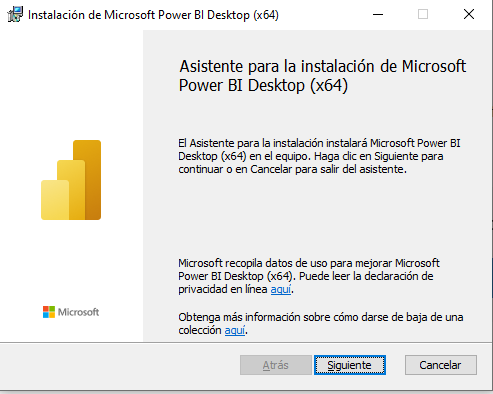 Instalación de Microsoft Power BI Desktop (x64)
Asistente para la instalación de Microsoft
Power BI Desktop (x64)
El Asistente para la instalación instalará Microsoft Power BI
Desktop (x64) en el equipo. Haga clic en Siguiente para
continuar o en Cancelar para salir del asistente.
Microsoft recopila datos de uso para mejorar Microsoft
Power BI Desktop (x64). Puede leer la declaración de
privacidad en línea aquí.
Microsoft
Obtenga más información sobre cómo darse de baja de una
colección aquí.
Atrás
Siguiente
Cancelar